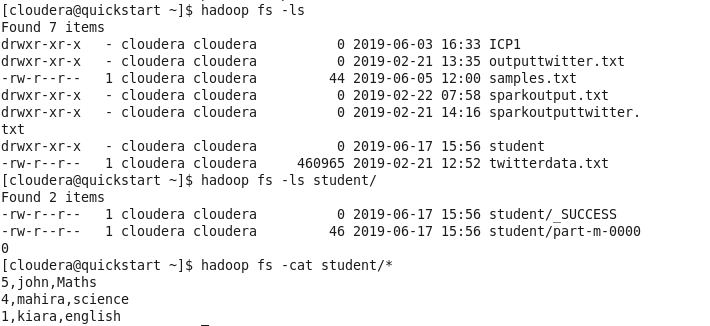 [cloudera@quickstart ~]$ hadoop fs -ls
Found 7 items
drwxr-xr-x   - cloudera cloudera          0 2019-06-03 16:33 ICP1
drwxr-xr-x   - cloudera cloudera          0 2019-02-21 13:35 outputtwitter.txt
-rw-r--r--   1 cloudera cloudera         44 2019-06-05 12:00 samples.txt
drwxr-xr-x   - cloudera cloudera          0 2019-02-22 07:58 sparkoutput.txt
drwxr-xr-x   - cloudera cloudera          0 2019-02-21 14:16 sparkoutputtwitter.
txt
drwxr-xr-x   - cloudera cloudera          0 2019-06-17 15:56 student
-rw-r--r--   1 cloudera cloudera     460965 2019-02-21 12:52 twitterdata.txt
[cloudera@quickstart ~]$ hadoop fs -ls student/
Found 2 items
-rw-r--r--   1 cloudera cloudera          0 2019-06-17 15:56 student/_SUCCESS
-rw-r--r--   1 cloudera cloudera         46 2019-06-17 15:56 student/part-m-0000
0
[cloudera@quickstart ~]$ hadoop fs -cat student/*
5,john,Maths
4,mahira,science
1,kiara,english